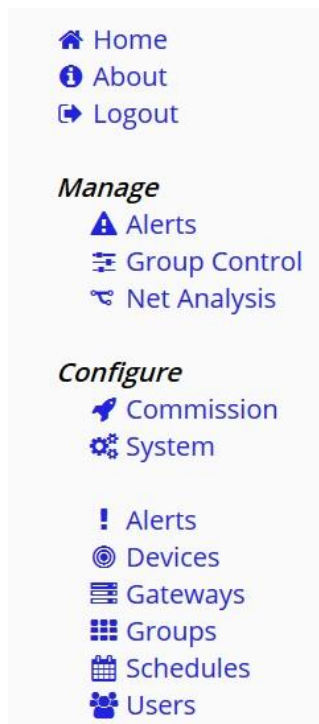 Home
About
Logout
Manage
Alerts
Group Control
Net Analysis
Configure
Commission
System
Alerts
Devices
Gateways
Groups
Schedules
Users